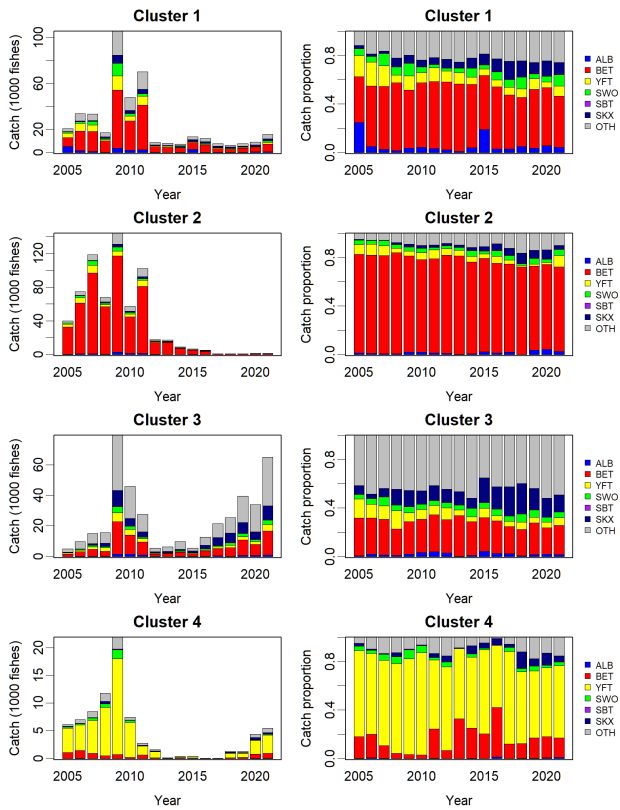 Cluster 1
Catch (1000 fishes)
0 20 60 100
2005 2010 2015 2020
Year
Cluster 1
Catch proportion
0.0 0.4 0.8
2005 2010 2015 2020
Year
ALB
BET
YFT
SWO
SBT
SKX
OTH
Cluster 2
Catch (1000 fishes)
0 40 80 120
2005 2010 2015 2020
Year
Cluster 2
Catch proportion
0.0 0.4 0.8
2005 2010 2015 2020
Year
ALB
BET
YFT
SWO
SBT
SKX
OTH
Cluster 3
Catch (1000 fishes)
0 20 40 60
2005 2010 2015 2020
Year
Cluster 3
Catch proportion
0.0 0.4 0.8
2005 2010 2015 2020
Year
ALB
BET
YFT
SWO
SBT
SKX
OTH
Cluster 4
Catch (1000 fishes)
0 5 10 15 20
2005 2010 2015 2020
Year
Cluster 4
Catch proportion
0.0 0.4 0.8
2005 2010 2015 2020
Year
ALB
BET
YFT
SWO
SBT
SKX
OTH